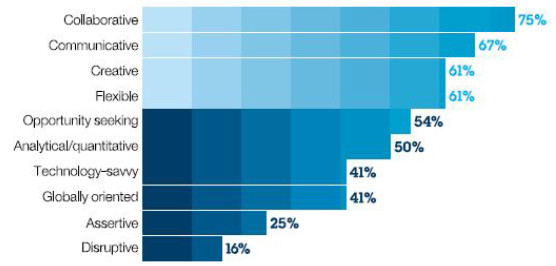 Collaborative 75%
Communicative 67%
Creative 61%
Flexible 61%
Opportunity seeking 54%
Analytical/quantitative 50%
Technology-savvy 41%
Globally oriented 41%
Assertive 25%
Disruptive 16%